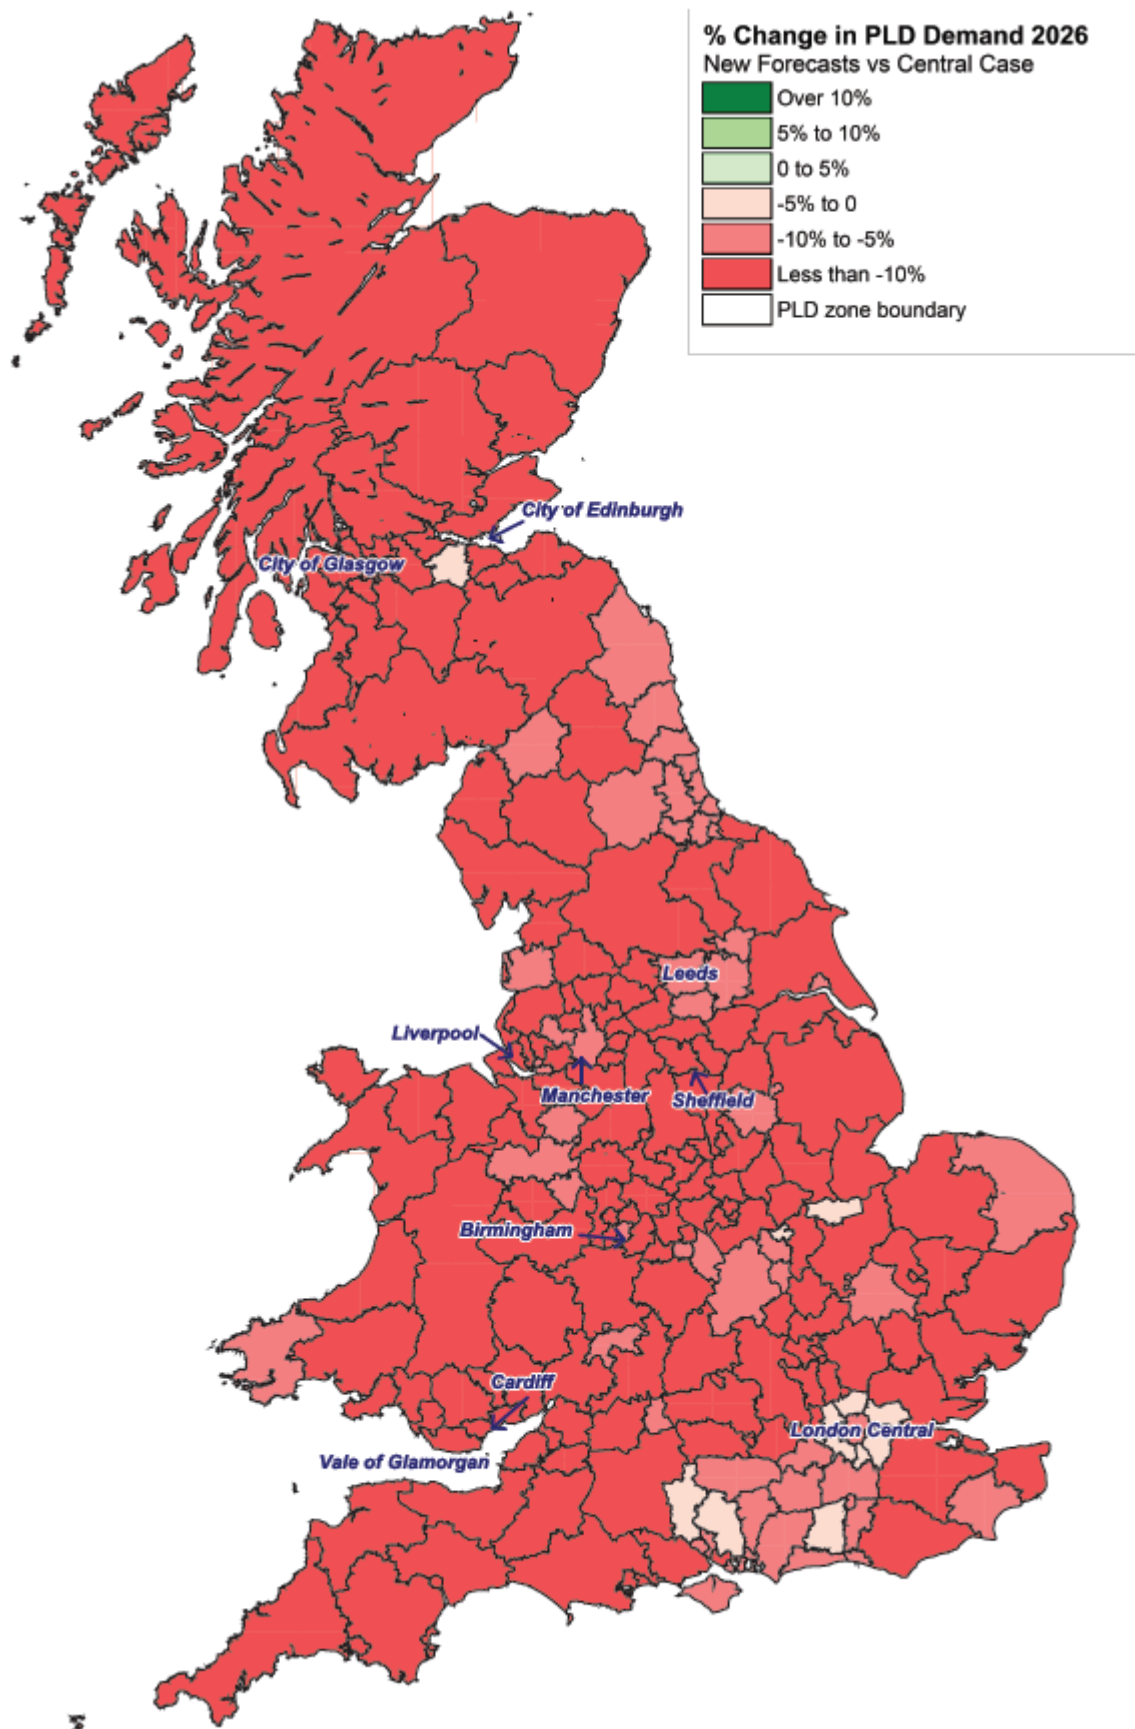 % Change in PLD Demand 2026
New Forecasts vs Central Case
Over 10%
5% to 10%
0 to 5%
-5% to 0
-10% to -5%
Less than -10%
PLD zone boundary
City of Edinburgh
City of Glasgow
Leeds
Liverpool
Manchester
Sheffield
Birmingham
Cardiff
London Central
Vale of Glamorgan